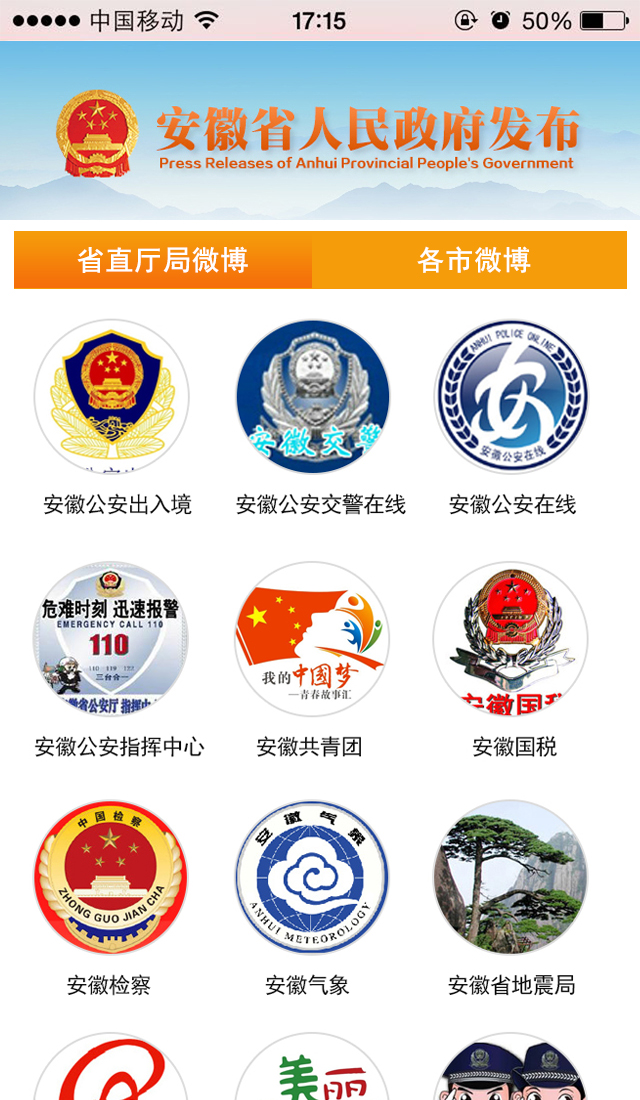 中国移动 17:15 50%
安徽省人民政府发布
Press Releases of Anhui Provincial People's Government
省直厅局微博 各市微博
安徽交警
ANHUI POLICE ONLINE
安徽公安在线
安徽公安出入境 安徽公安交警在线 安徽公安在线
危难时刻 迅速报警
EMERGENCY CALL 110
110
110 119 122
三台合一
安徽省公安厅 指挥中心
我的中國梦
—青春故事汇
安徽国税
安徽公安指挥中心 安徽共青团 安徽国税
中国检察
ZHONG GUO JIAN CHA
安徽气象
ANHUI METEOROLOGY
安徽检察 安徽气象 安徽省地震局
美丽